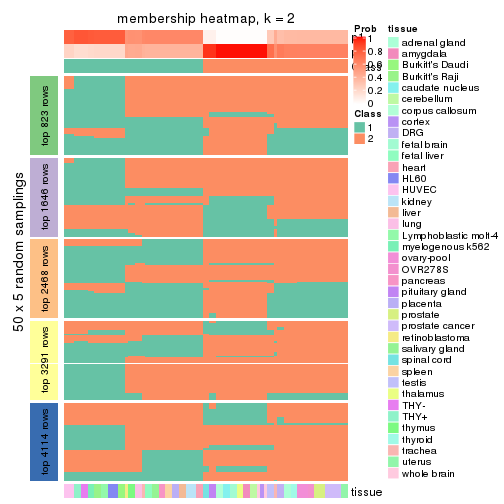 membership heatmap, k = 2
50 x 5 random samplings
top 823 rows
top 1646 rows
top 2468 rows
top 3291 rows
top 4114 rows
tissue
Prob
1
0.8
0.6
0.4
0.2
0
Class
1
2
tissue
adrenal gland
amygdala
Burkitt's Daudi
Burkitt's Raji
caudate nucleus
cerebellum
corpus callosum
cortex
DRG
fetal brain
fetal liver
heart
HL60
HUVEC
kidney
liver
lung
Lymphoblastic molt-4
myelogenous k562
ovary-pool
OVR278S
pancreas
pituitary gland
placenta
prostate
prostate cancer
retinoblastoma
salivary gland
spinal cord
spleen
testis
thalamus
THY-
THY+
thymus
thyroid
trachea
uterus
whole brain